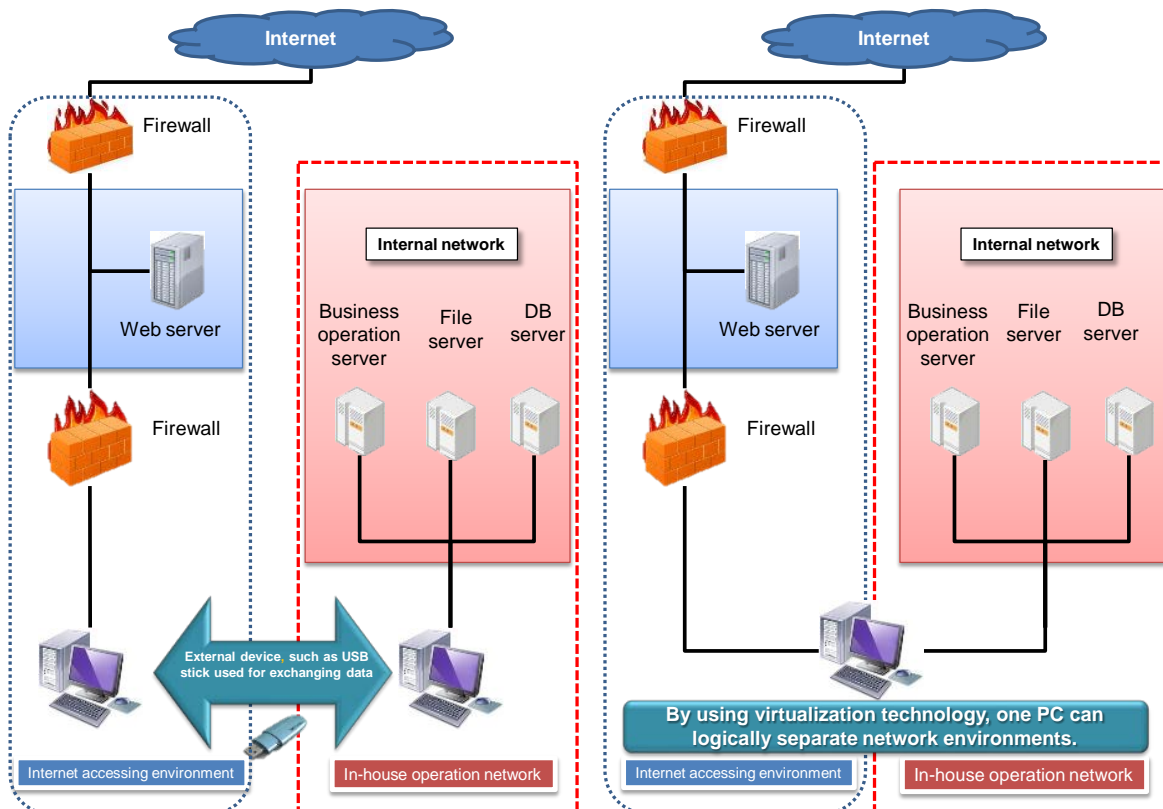 Internet
Firewall
Internal network
Web server
Business
operation
server
File
server
DB
server
Firewall
External device, such as USB
stick used for exchanging data
Internet accessing environment
In-house operation network
Internet
Firewall
Internal network
Web server
Business
operation
server
File
server
DB
server
Firewall
By using virtualization technology, one PC can
logically separate network environments.
Internet accessing environment
In-house operation network